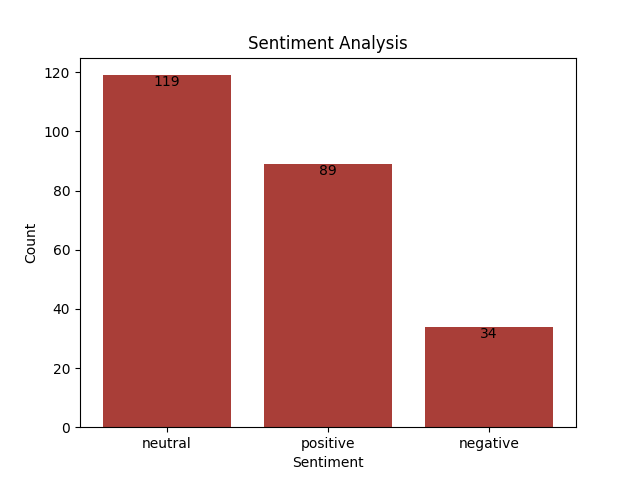 Sentiment Analysis
120
100
80
60
40
20
0
Count
119
89
34
neutral positive negative
Sentiment